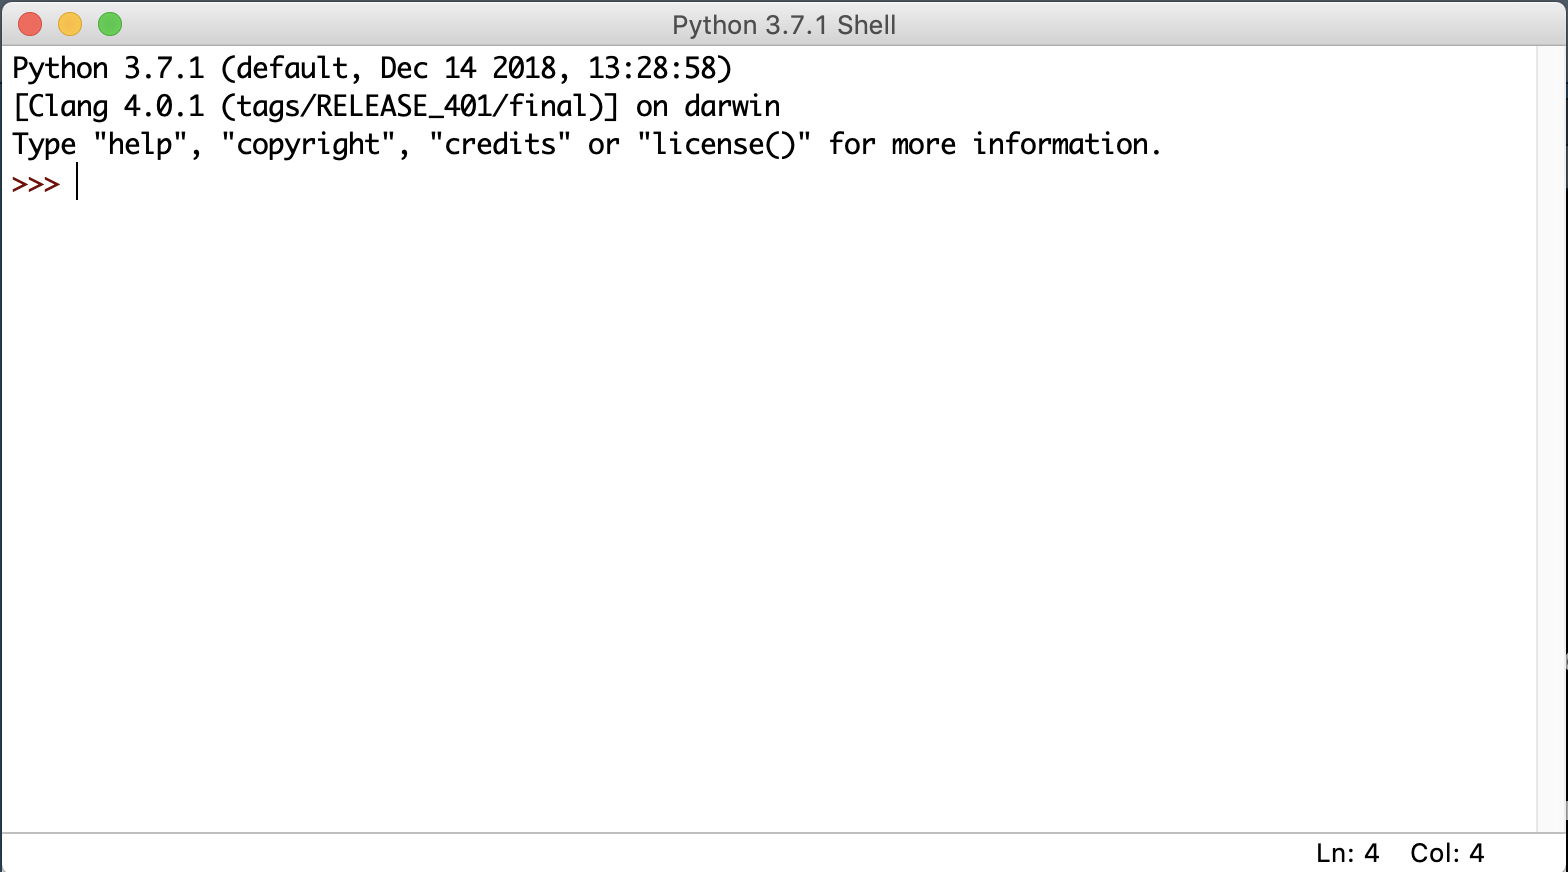 Python 3.7.1 Shell
Python 3.7.1 (default, Dec 14 2018, 13:28:58)
[Clang 4.0.1 (tags/RELEASE_401/final)] on darwin
Type "help", "copyright", "credits" or "license()" for more information.
>>>
Ln: 4 Col: 4